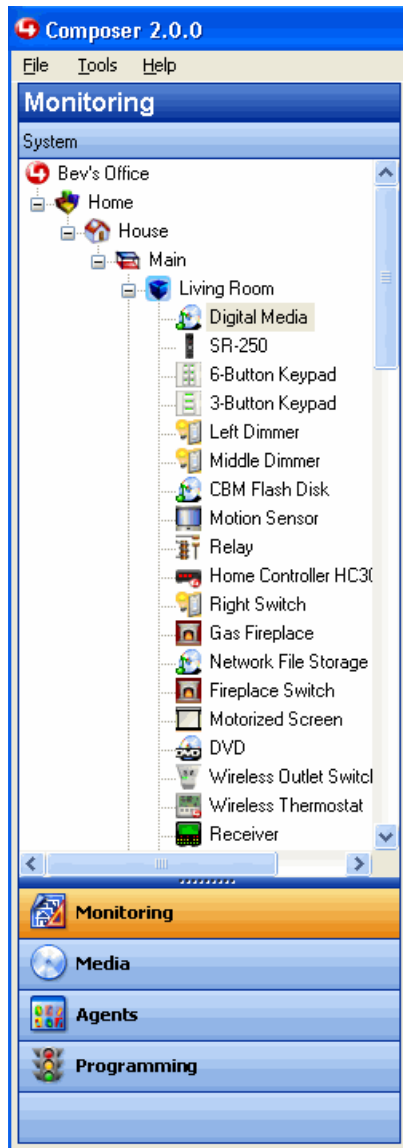 Composer 2.0.0
File Tools Help
Monitoring
System
Bev's Office
Home
House
Main
Living Room
Digital Media
SR-250
6-Button Keypad
3-Button Keypad
Left Dimmer
Middle Dimmer
CBM Flash Disk
Motion Sensor
Relay
Home Controller HC30
Right Switch
Gas Fireplace
Network File Storage
Fireplace Switch
Motorized Screen
DVD
Wireless Outlet Switcl
Wireless Thermostat
Receiver
Monitoring
Media
Agents
Programming